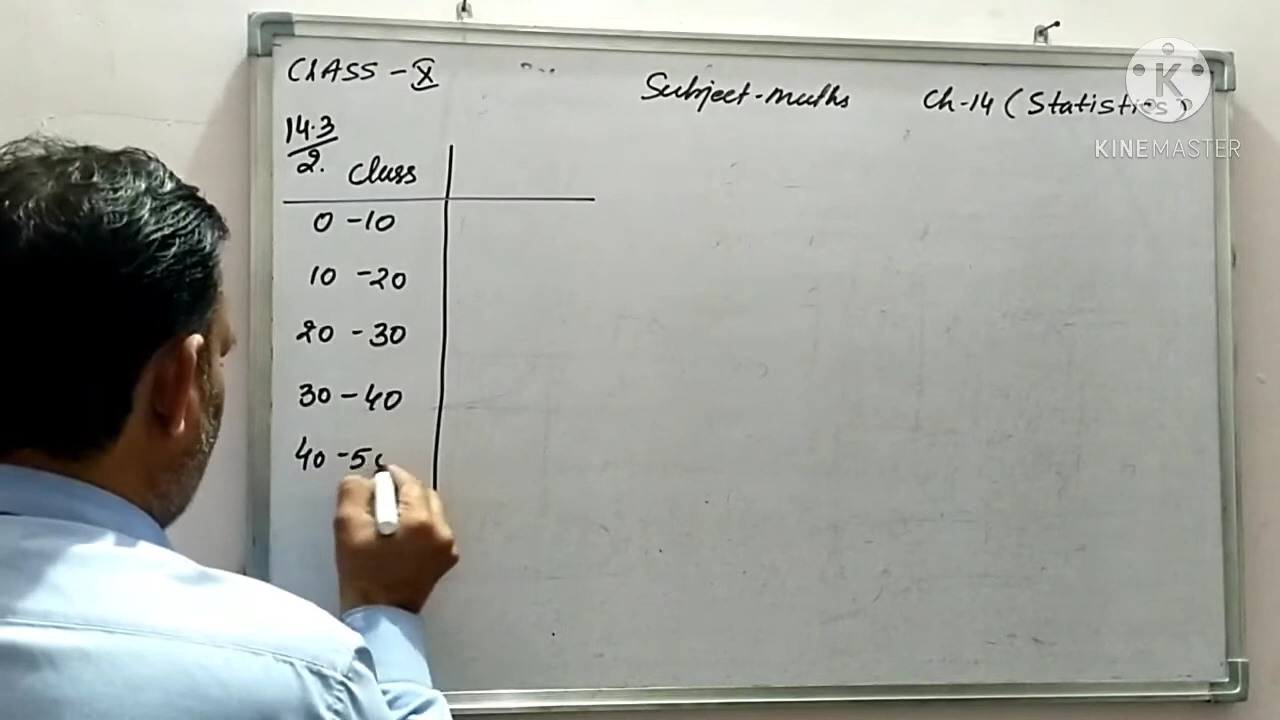 CLASS - X Subject - maths Ch-14 (Statistics)
14.3
2. Class
0 - 10
10 - 20
20 - 30
30 - 40
40 - 50
K
KINEMASTER